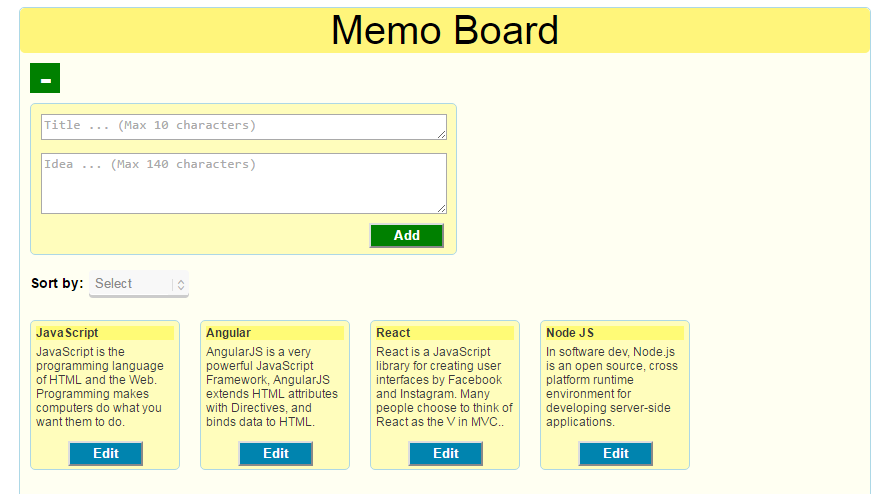 Memo Board
-
Title ... (Max 10 characters)
Idea ... (Max 140 characters)
Add
Sort by: Select
JavaScript
JavaScript is the
programming language
of HTML and the Web.
Programming makes
computers do what you
want them to do.
Edit
Angular
AngularJS is a very
powerful JavaScript
Framework, AngularJS
extends HTML attributes
with Directives, and
binds data to HTML.
Edit
React
React is a JavaScript
library for creating user
interfaces by Facebook
and Instagram. Many
people choose to think of
React as the V in MVC..
Edit
Node JS
In software dev, Node.js
is an open source, cross
platform runtime
environment for
developing server-side
applications.
Edit